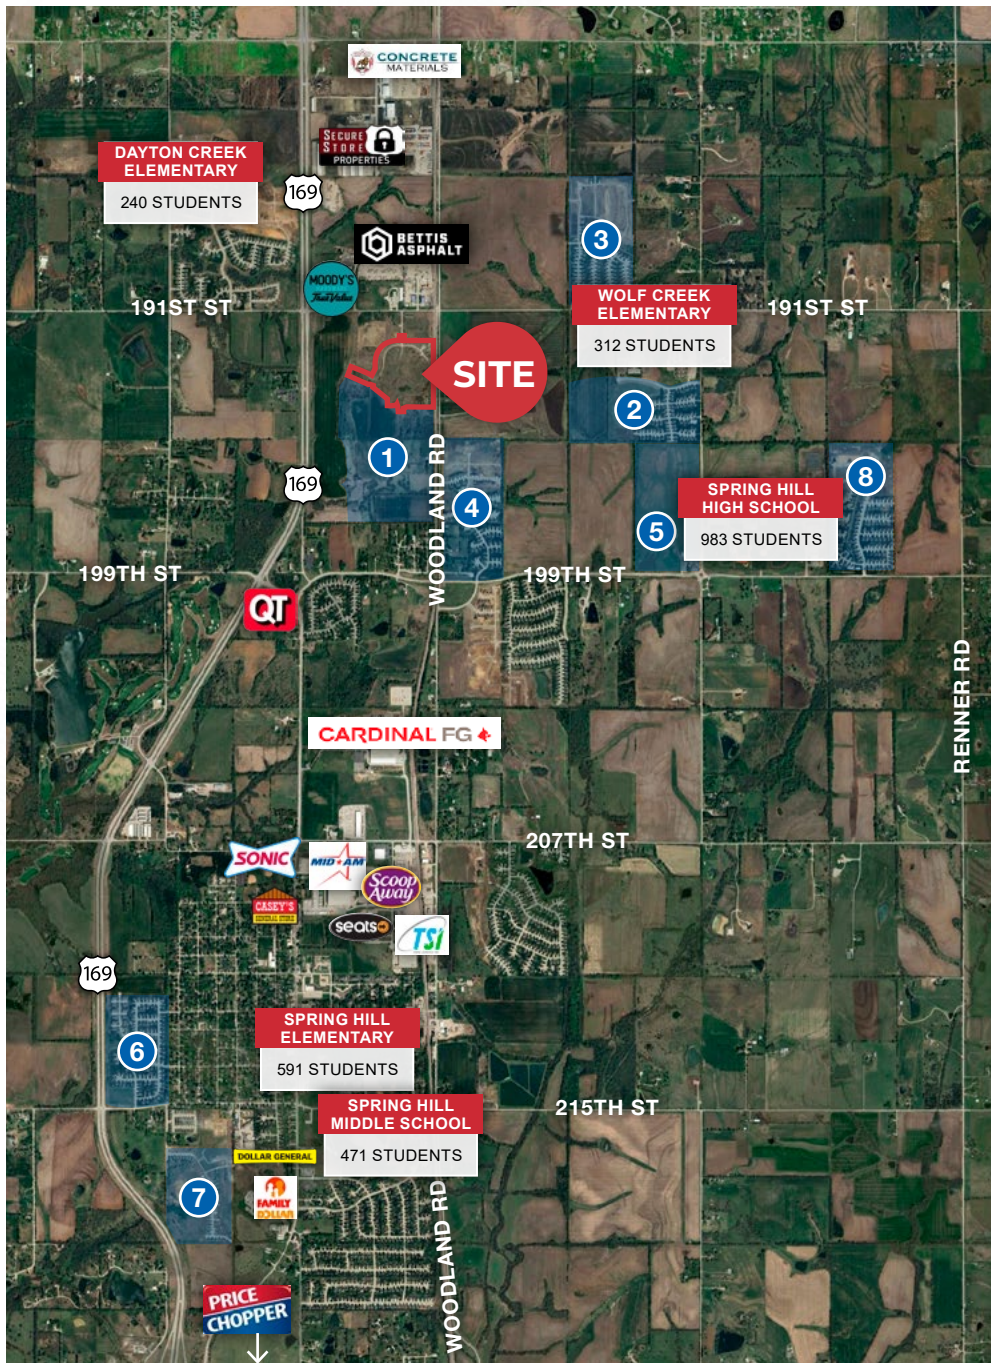 CONCRETE
MATERIALS
SECURE
STORE
PROPERTIES
DAYTON CREEK
ELEMENTARY
240 STUDENTS
169
3
BETTIS
ASPHALT
MOODY'S
True Value
191ST ST
WOLF CREEK
ELEMENTARY
312 STUDENTS
191ST ST
SITE
2
1
WOODLAND RD
4
169
8
SPRING HILL
HIGH SCHOOL
983 STUDENTS
5
199TH ST
199TH ST
QT
RENNER RD
CARDINAL FG
207TH ST
SONIC
MID AM
SCOOP
AWAY
CASEY'S
GENERAL STORE
seats
TSi
169
6
SPRING HILL
ELEMENTARY
591 STUDENTS
215TH ST
SPRING HILL
MIDDLE SCHOOL
471 STUDENTS
DOLLAR GENERAL
7
FAMILY
DOLLAR
WOODLAND RD
PRICE
CHOPPER